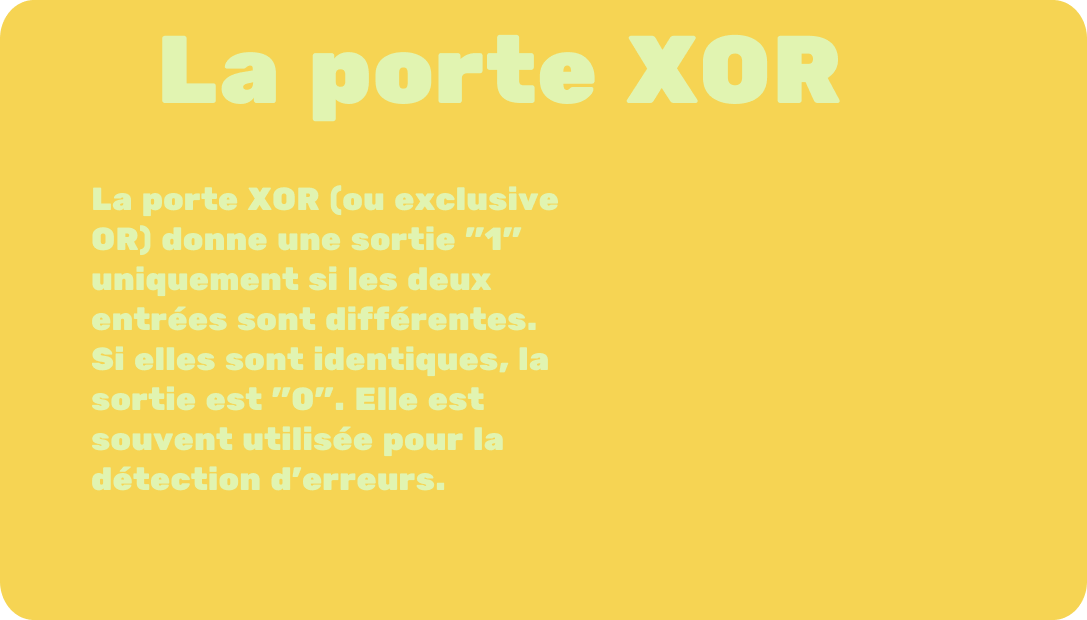 La porte XOR
La porte XOR (ou exclusive
OR) donne une sortie "1"
uniquement si les deux
entrées sont différentes.
Si elles sont identiques, la
sortie est "0". Elle est
souvent utilisée pour la
détection d'erreurs.